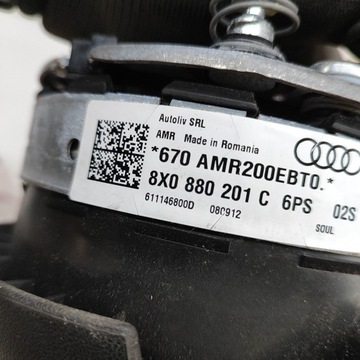 Autoliv SRL
AMR Made in Romania
*670 AMR200EBT0.*
8X0 880 201 C 6PS 02S
611146800D 080912 SOUL